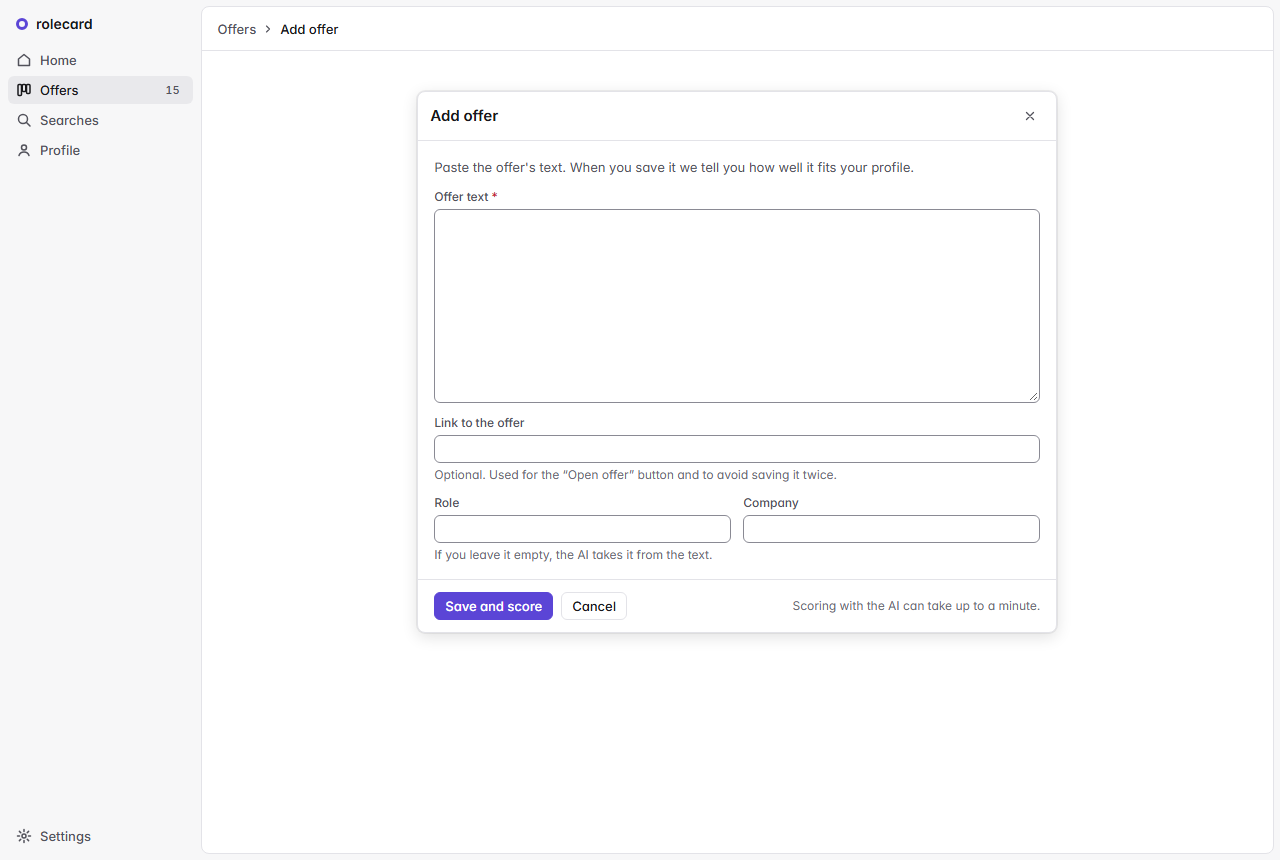 rolecard
Home
Offers 15
Searches
Profile
Settings
Offers › Add offer
Add offer
Paste the offer's text. When you save it we tell you how well it fits your profile.
Offer text *
Link to the offer
Optional. Used for the “Open offer” button and to avoid saving it twice.
Role Company
If you leave it empty, the AI takes it from the text.
Save and score Cancel Scoring with the AI can take up to a minute.